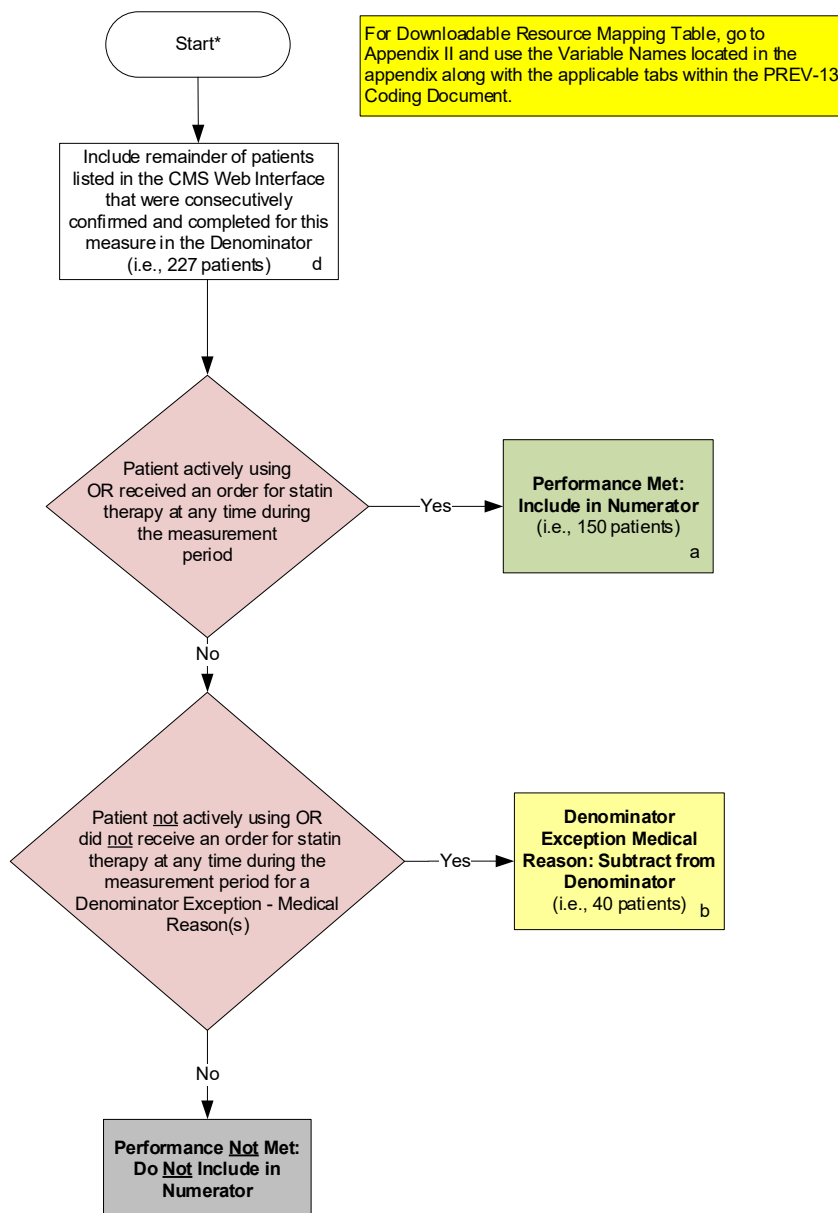 Start*
For Downloadable Resource Mapping Table, go to
Appendix II and use the Variable Names located in the
appendix along with the applicable tabs within the PREV-13
Coding Document.
Include remainder of patients
listed in the CMS Web Interface
that were consecutively
confirmed and completed for this
measure in the Denominator
(i.e., 227 patients)
d
Patient actively using
OR received an order for statin
therapy at any time during
the measurement
period
Yes
Performance Met:
Include in Numerator
(i.e., 150 patients)
a
No
Patient not actively using OR
did not receive an order for statin
therapy at any time during the
measurement period for a
Denominator Exception - Medical
Reason(s)
Yes
Denominator
Exception Medical
Reason: Subtract from
Denominator
(i.e., 40 patients)
b
No
Performance Not Met:
Do Not Include in
Numerator